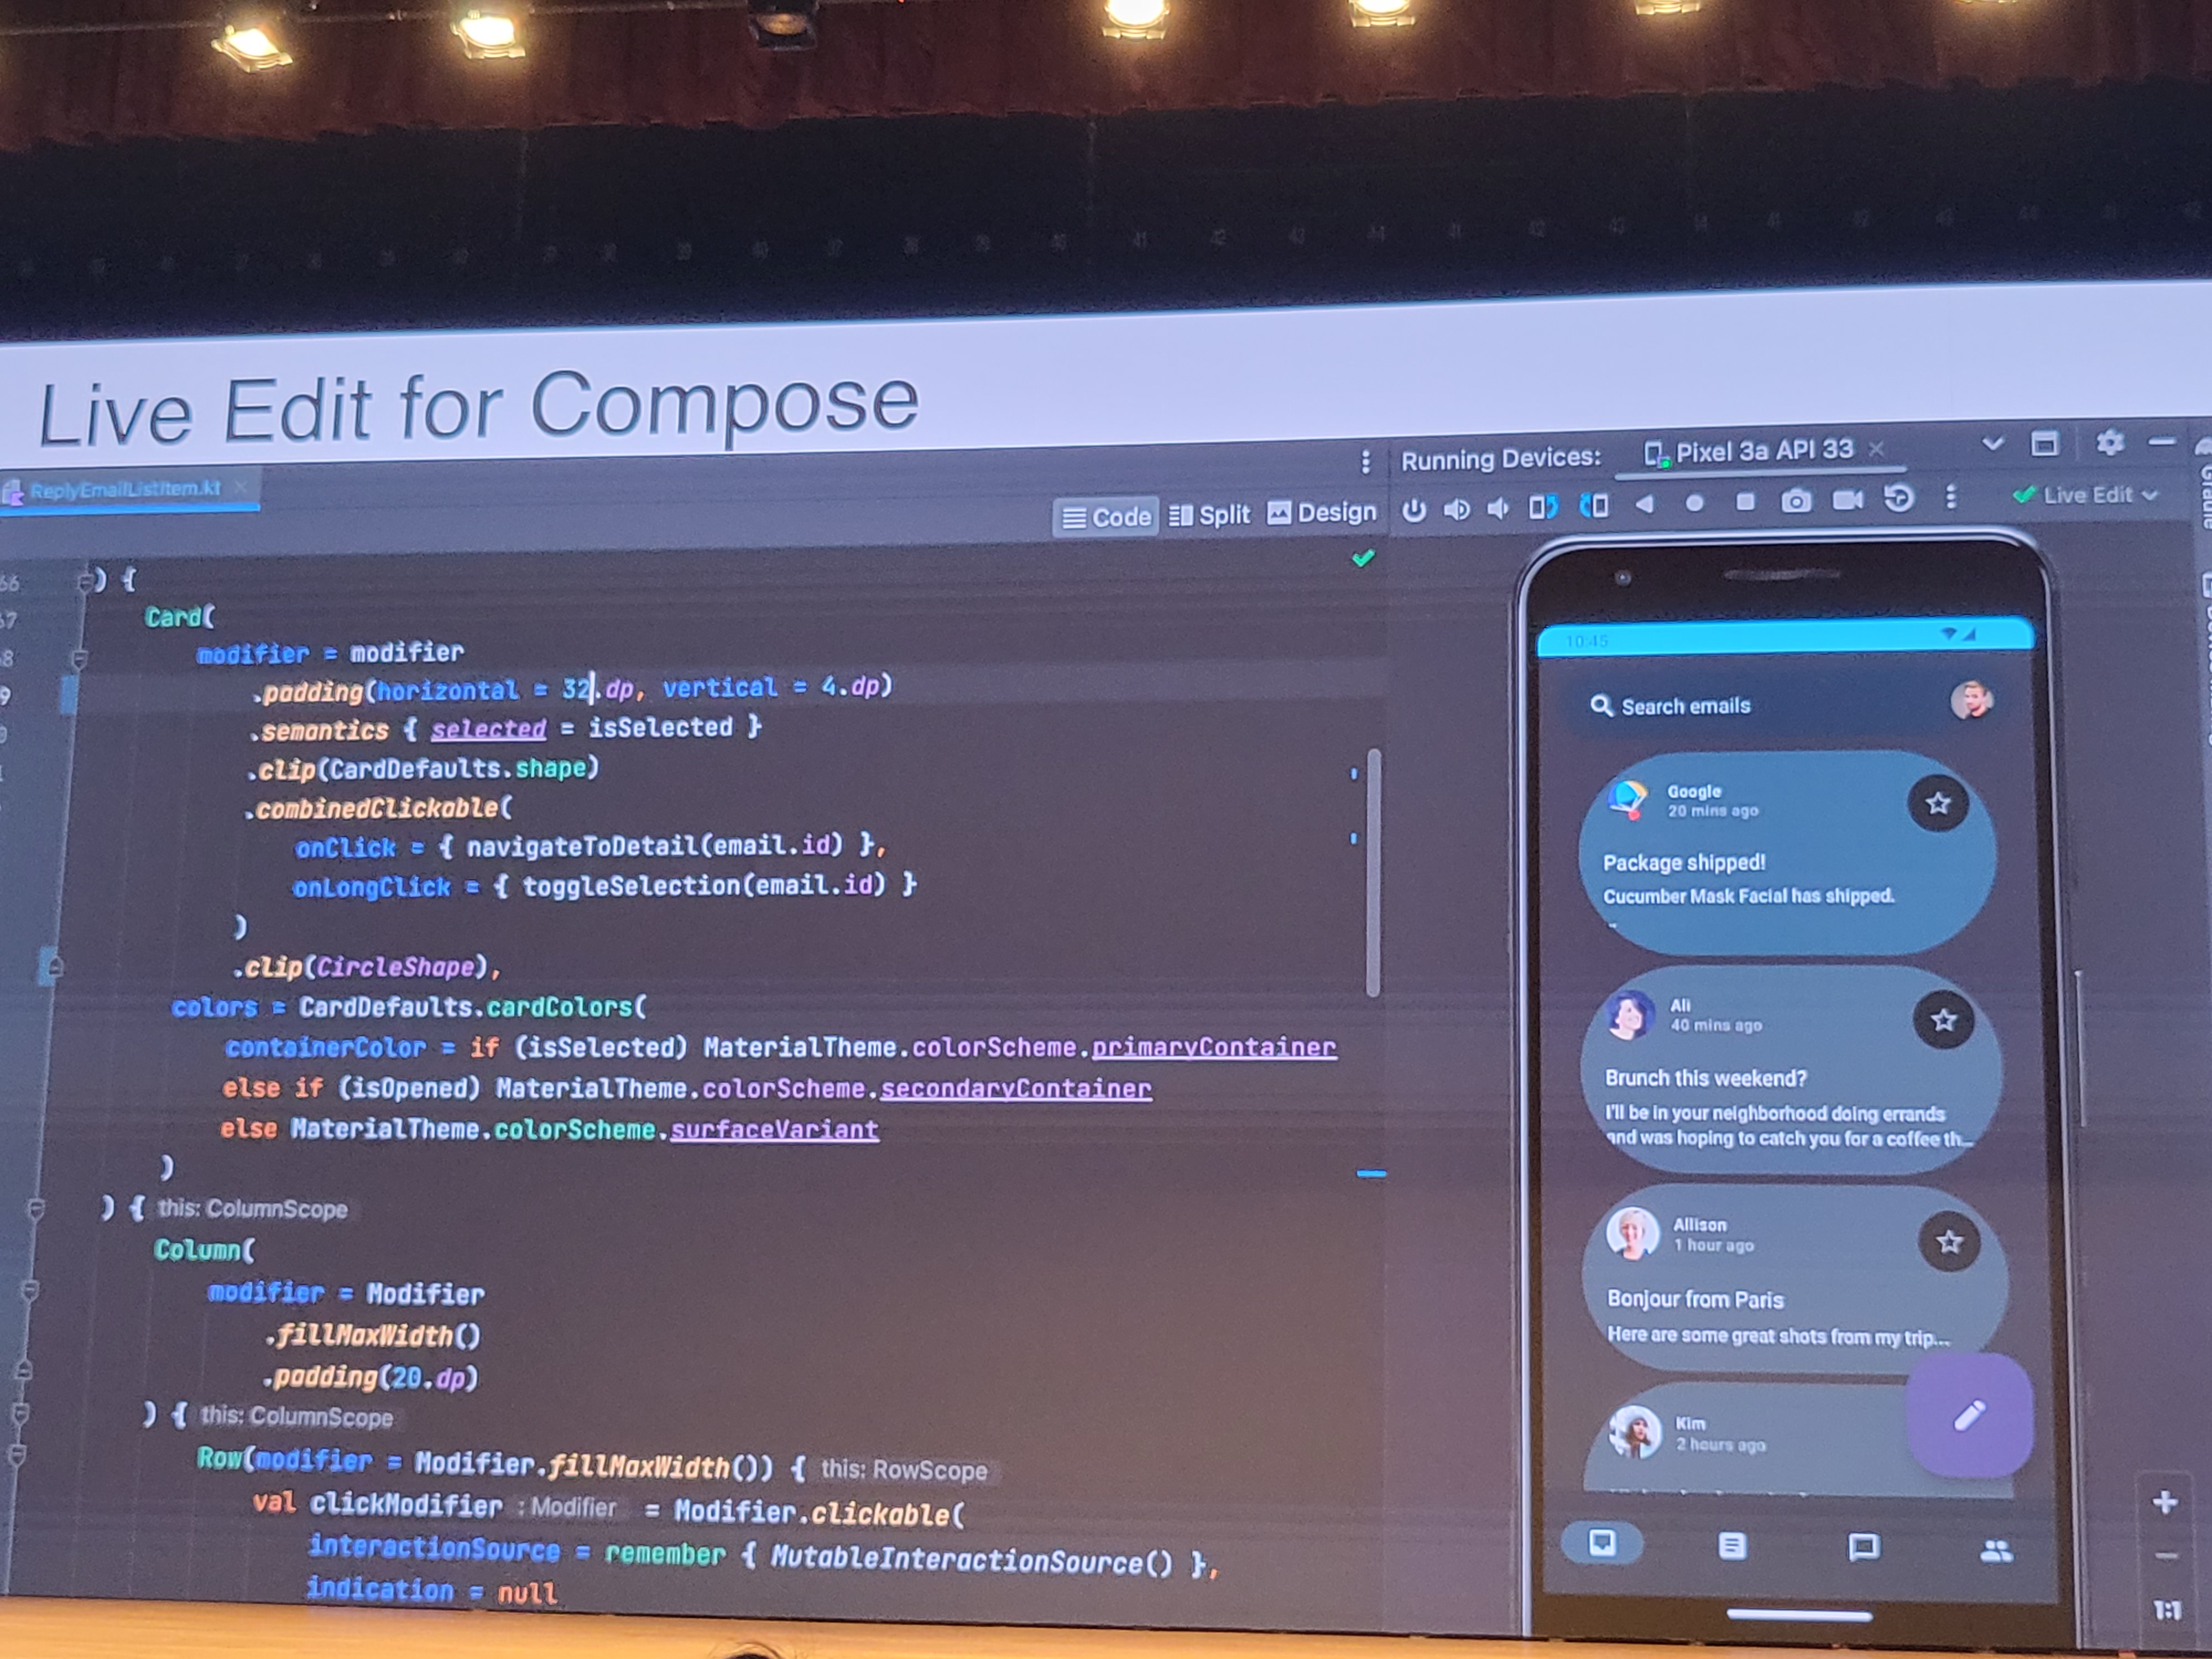 Live Edit for Compose
ReplyEmailListItem.kt
Code Split Design
Running Devices: Pixel 3a API 33
Live Edit
66 ) {
67 Card(
8 modifier = modifier
9 .padding(horizontal = 32.dp, vertical = 4.dp)
.semantics { selected = isSelected }
.clip(CardDefaults.shape)
.combinedClickable(
onClick = { navigateToDetail(email.id) },
onLongClick = { toggleSelection(email.id) }
)
.clip(CircleShape),
colors = CardDefaults.cardColors(
containerColor = if (isSelected) MaterialTheme.colorScheme.primaryContainer
else if (isOpened) MaterialTheme.colorScheme.secondaryContainer
else MaterialTheme.colorScheme.surfaceVariant
)
) { this: ColumnScope
Column(
modifier = Modifier
.fillMaxWidth()
.padding(20.dp)
) { this: ColumnScope
Row(modifier = Modifier.fillMaxWidth()) { this: RowScope
val clickModifier : Modifier = Modifier.clickable(
interactionSource = remember { MutableInteractionSource() },
indication = null
10:45
Search emails
Google
20 mins ago
Package shipped!
Cucumber Mask Facial has shipped.
Ali
40 mins ago
Brunch this weekend?
I'll be in your neighborhood doing errands
and was hoping to catch you for a coffee th...
Allison
1 hour ago
Bonjour from Paris
Here are some great shots from my trip...
Kim
2 hours ago
1:1